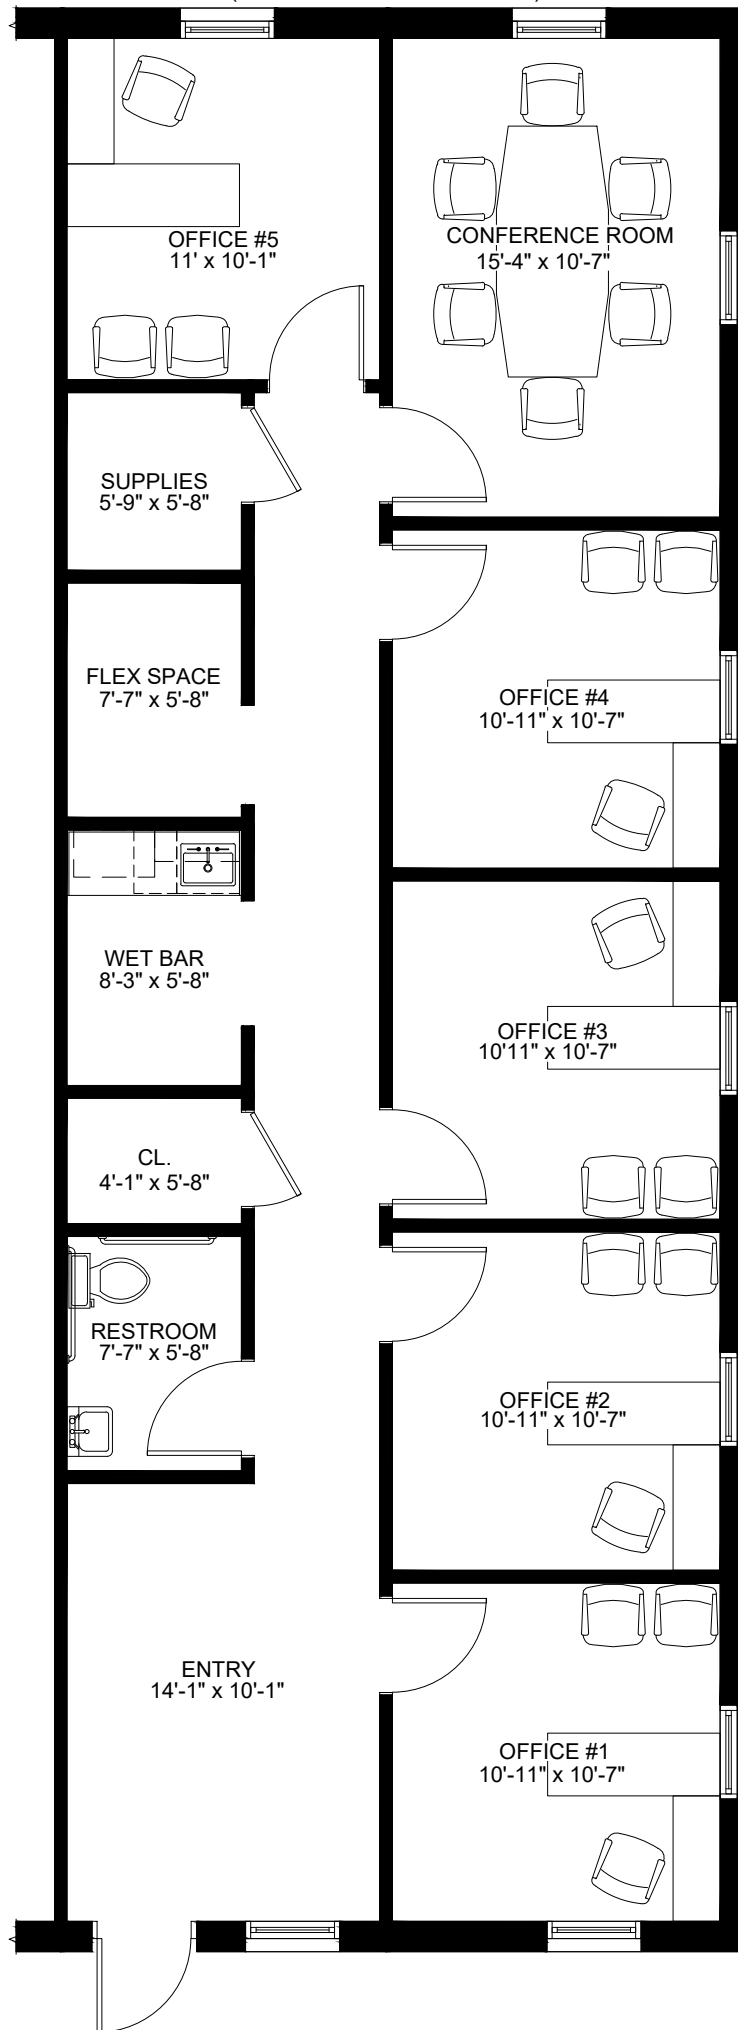 OFFICE #5
11' x 10'-1"
CONFERENCE ROOM
15'-4" x 10'-7"
SUPPLIES
5'-9" x 5'-8"
FLEX SPACE
7'-7" x 5'-8"
OFFICE #4
10'-11" x 10'-7"
WET BAR
8'-3" x 5'-8"
OFFICE #3
10'11" x 10'-7"
CL.
4'-1" x 5'-8"
RESTROOM
7'-7" x 5'-8"
OFFICE #2
10'-11" x 10'-7"
ENTRY
14'-1" x 10'-1"
OFFICE #1
10'-11" x 10'-7"